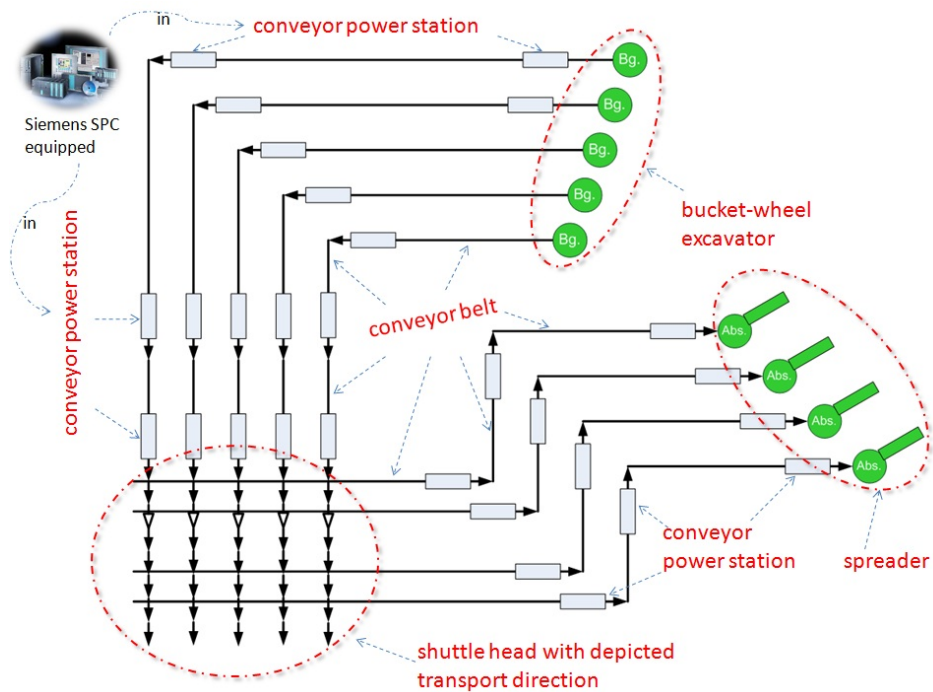 in
conveyor power station
Bg.
Siemens SPC
equipped
Bg.
Bg.
Bg.
bucket-wheel
excavator
in
Bg.
conveyor power station
conveyor belt
Abs.
Abs.
Abs.
Abs.
conveyor
power station
spreader
shuttle head with depicted
transport direction